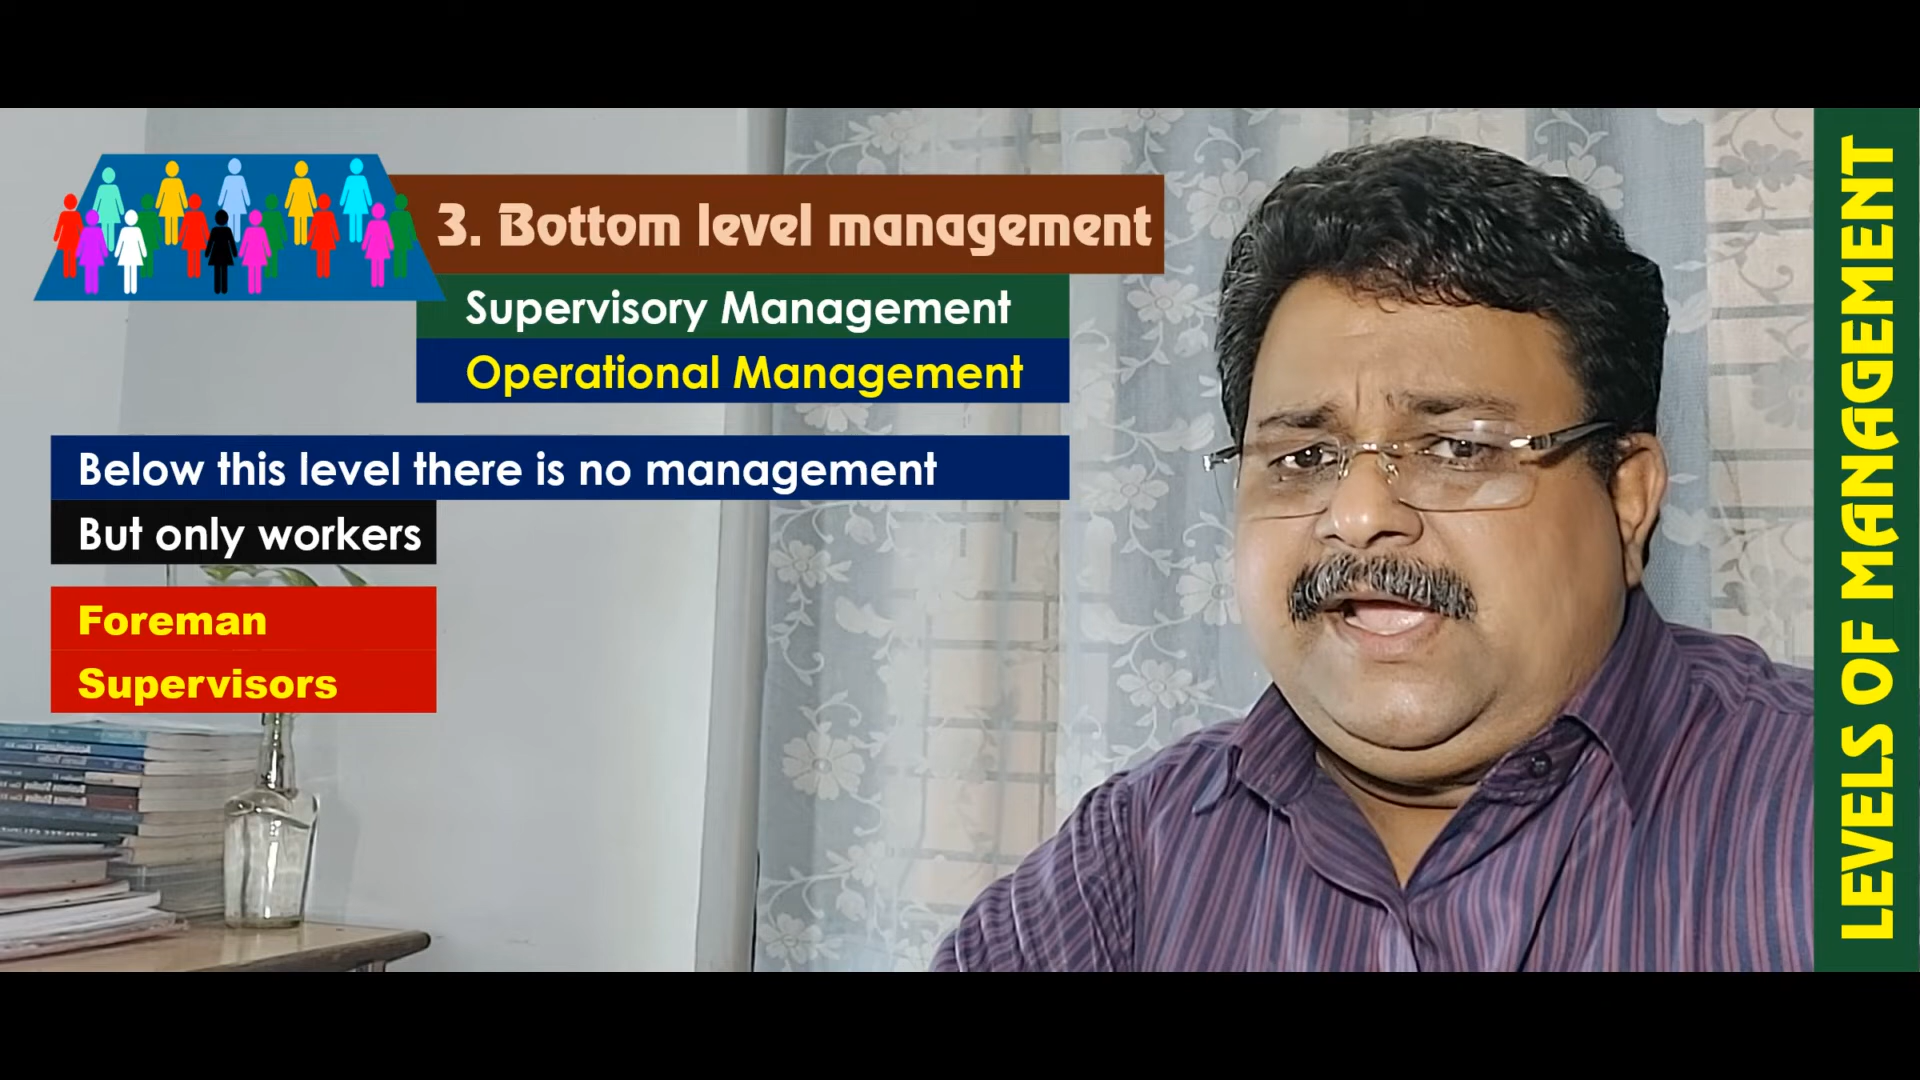 3. Bottom level management
Supervisory Management
Operational Management
Below this level there is no management
But only workers
Foreman
Supervisors
LEVELS OF MANAGEMENT